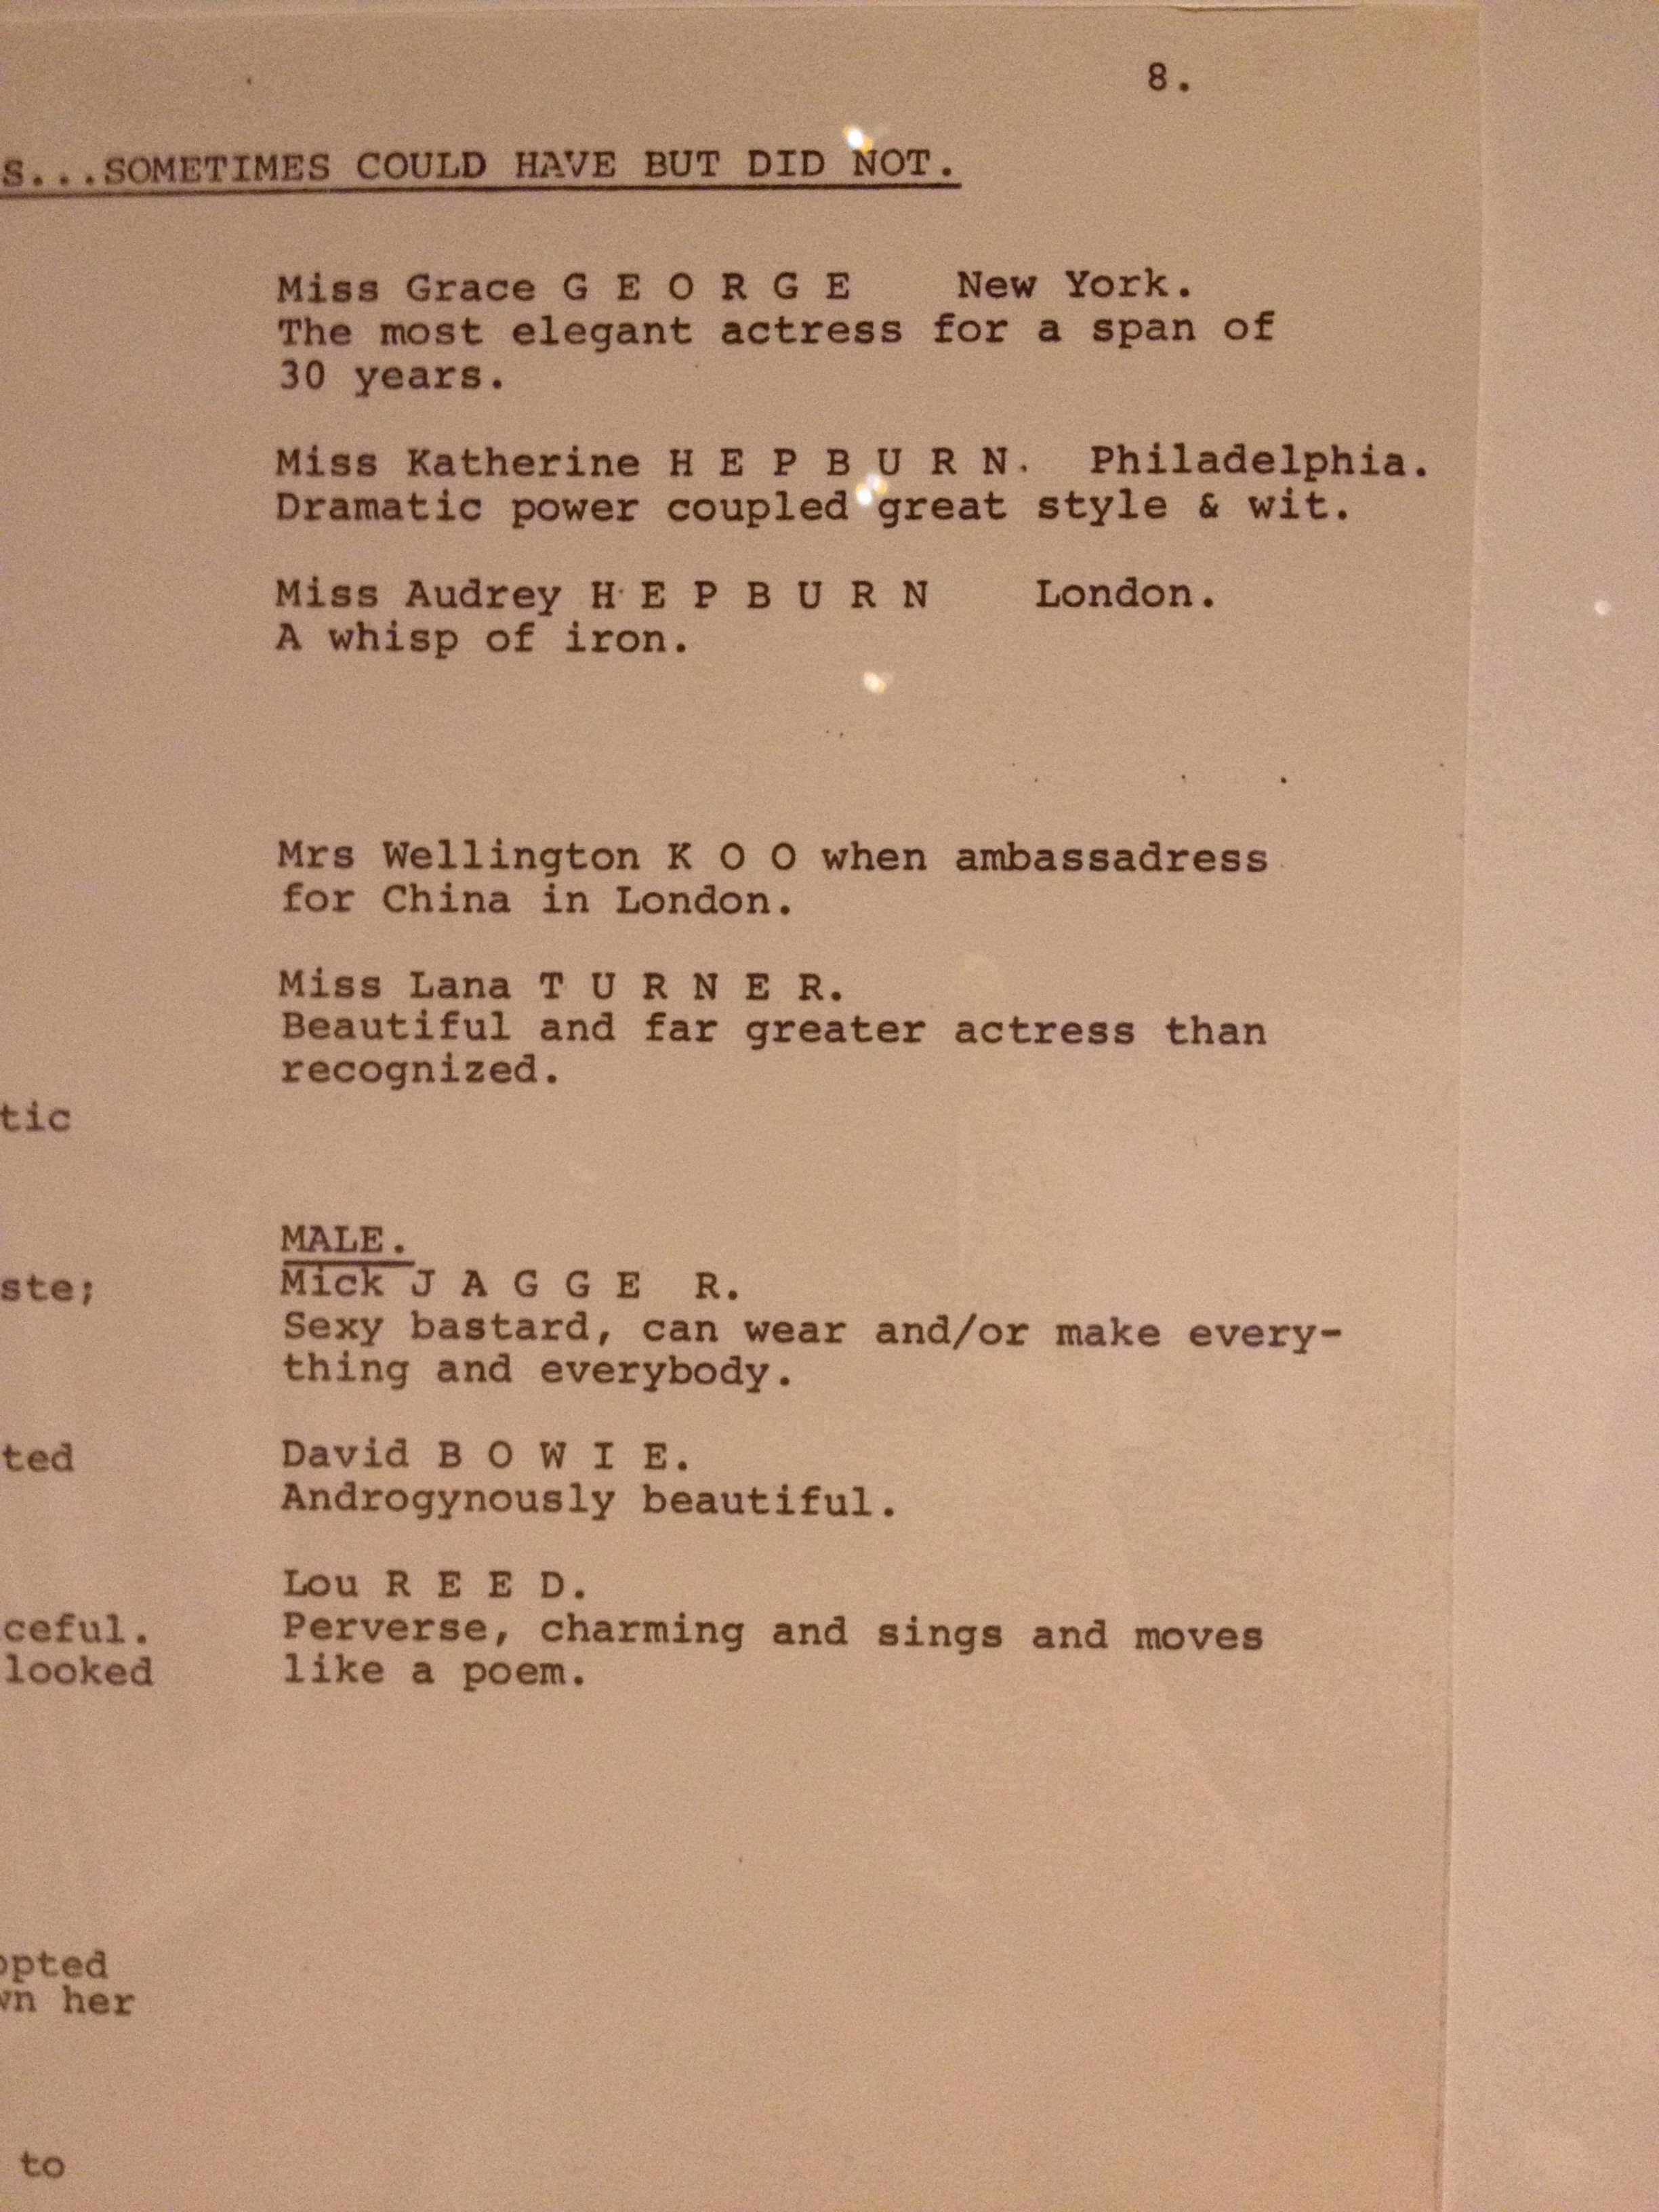 8.
S...SOMETIMES COULD HAVE BUT DID NOT.
Miss Grace G E O R G E New York.
The most elegant actress for a span of
30 years.
Miss Katherine H E P B U R N. Philadelphia.
Dramatic power coupled great style & wit.
Miss Audrey H E P B U R N London.
A whisp of iron.
Mrs Wellington K O O when ambassadress
for China in London.
Miss Lana T U R N E R.
Beautiful and far greater actress than
recognized.
tic
MALE.
ste; Mick J A G G E R.
Sexy bastard, can wear and/or make every-
thing and everybody.
ted David B O W I E.
Androgynously beautiful.
Lou R E E D.
ceful. Perverse, charming and sings and moves
looked like a poem.
opted
wn her
to